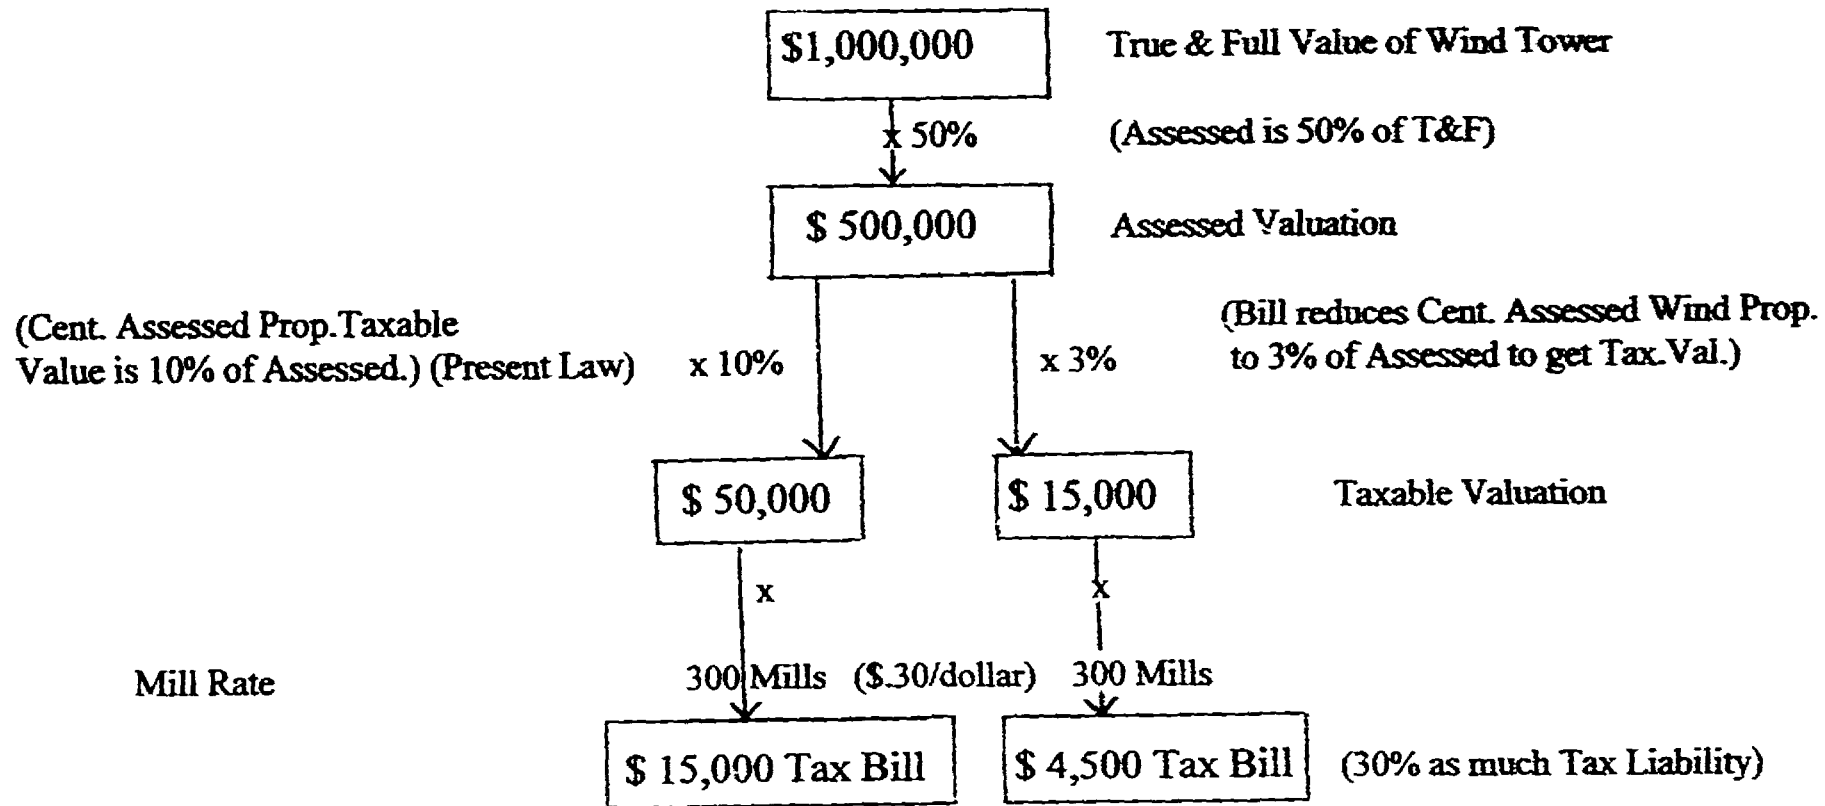 $1,000,000 True & Full Value of Wind Tower
x 50% (Assessed is 50% of T&F)
$ 500,000 Assessed Valuation
(Cent. Assessed Prop.Taxable
Value is 10% of Assessed.) (Present Law) x 10%
x 3%
(Bill reduces Cent. Assessed Wind Prop.
to 3% of Assessed to get Tax.Val.)
$ 50,000 $ 15,000 Taxable Valuation
x x
Mill Rate 300 Mills ($.30/dollar) 300 Mills
$ 15,000 Tax Bill $ 4,500 Tax Bill (30% as much Tax Liability)